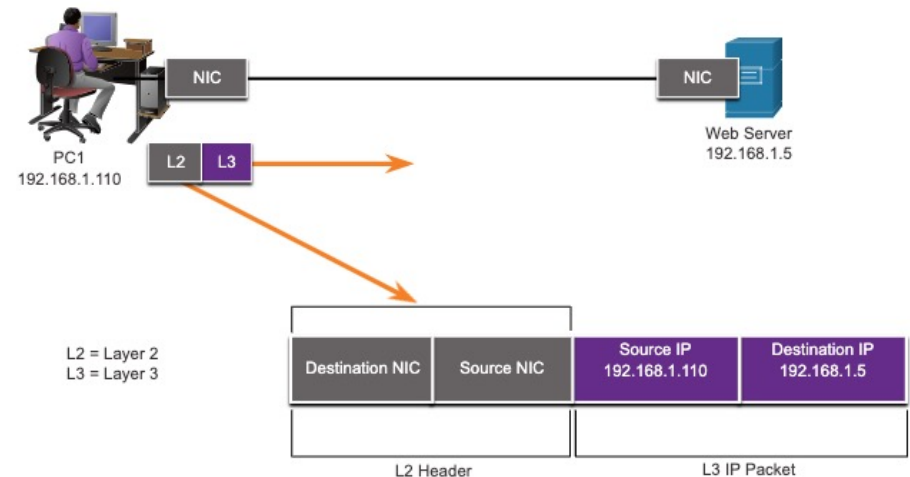 NIC
NIC
PC1
192.168.1.110
L2
L3
Web Server
192.168.1.5
L2 = Layer 2
L3 = Layer 3
Destination NIC
Source NIC
Source IP
192.168.1.110
Destination IP
192.168.1.5
L2 Header
L3 IP Packet